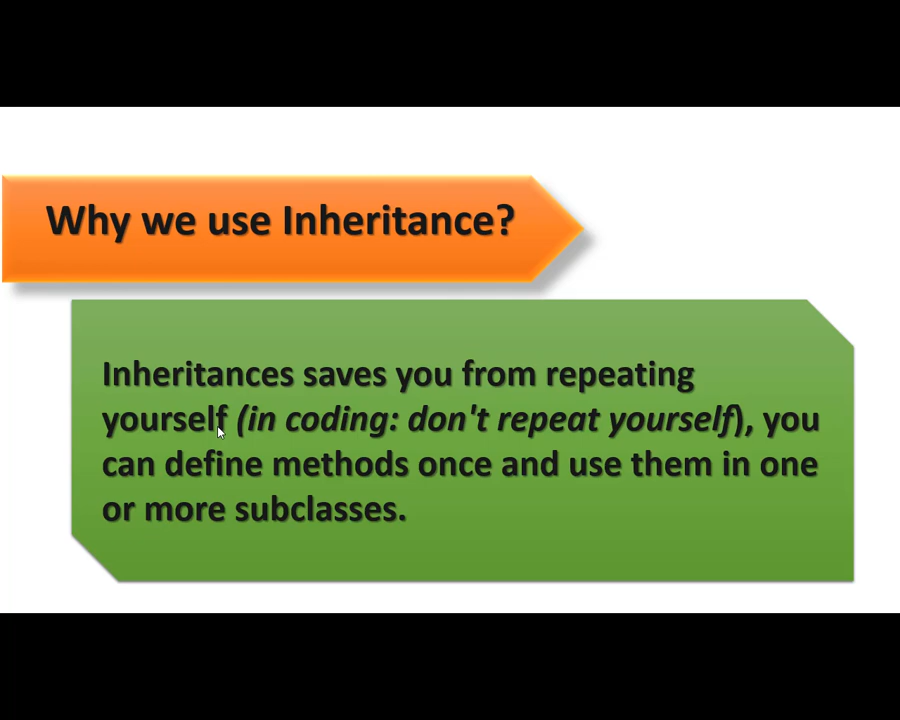 Why we use Inheritance?
Inheritances saves you from repeating
yourself (in coding: don't repeat yourself), you
can define methods once and use them in one
or more subclasses.